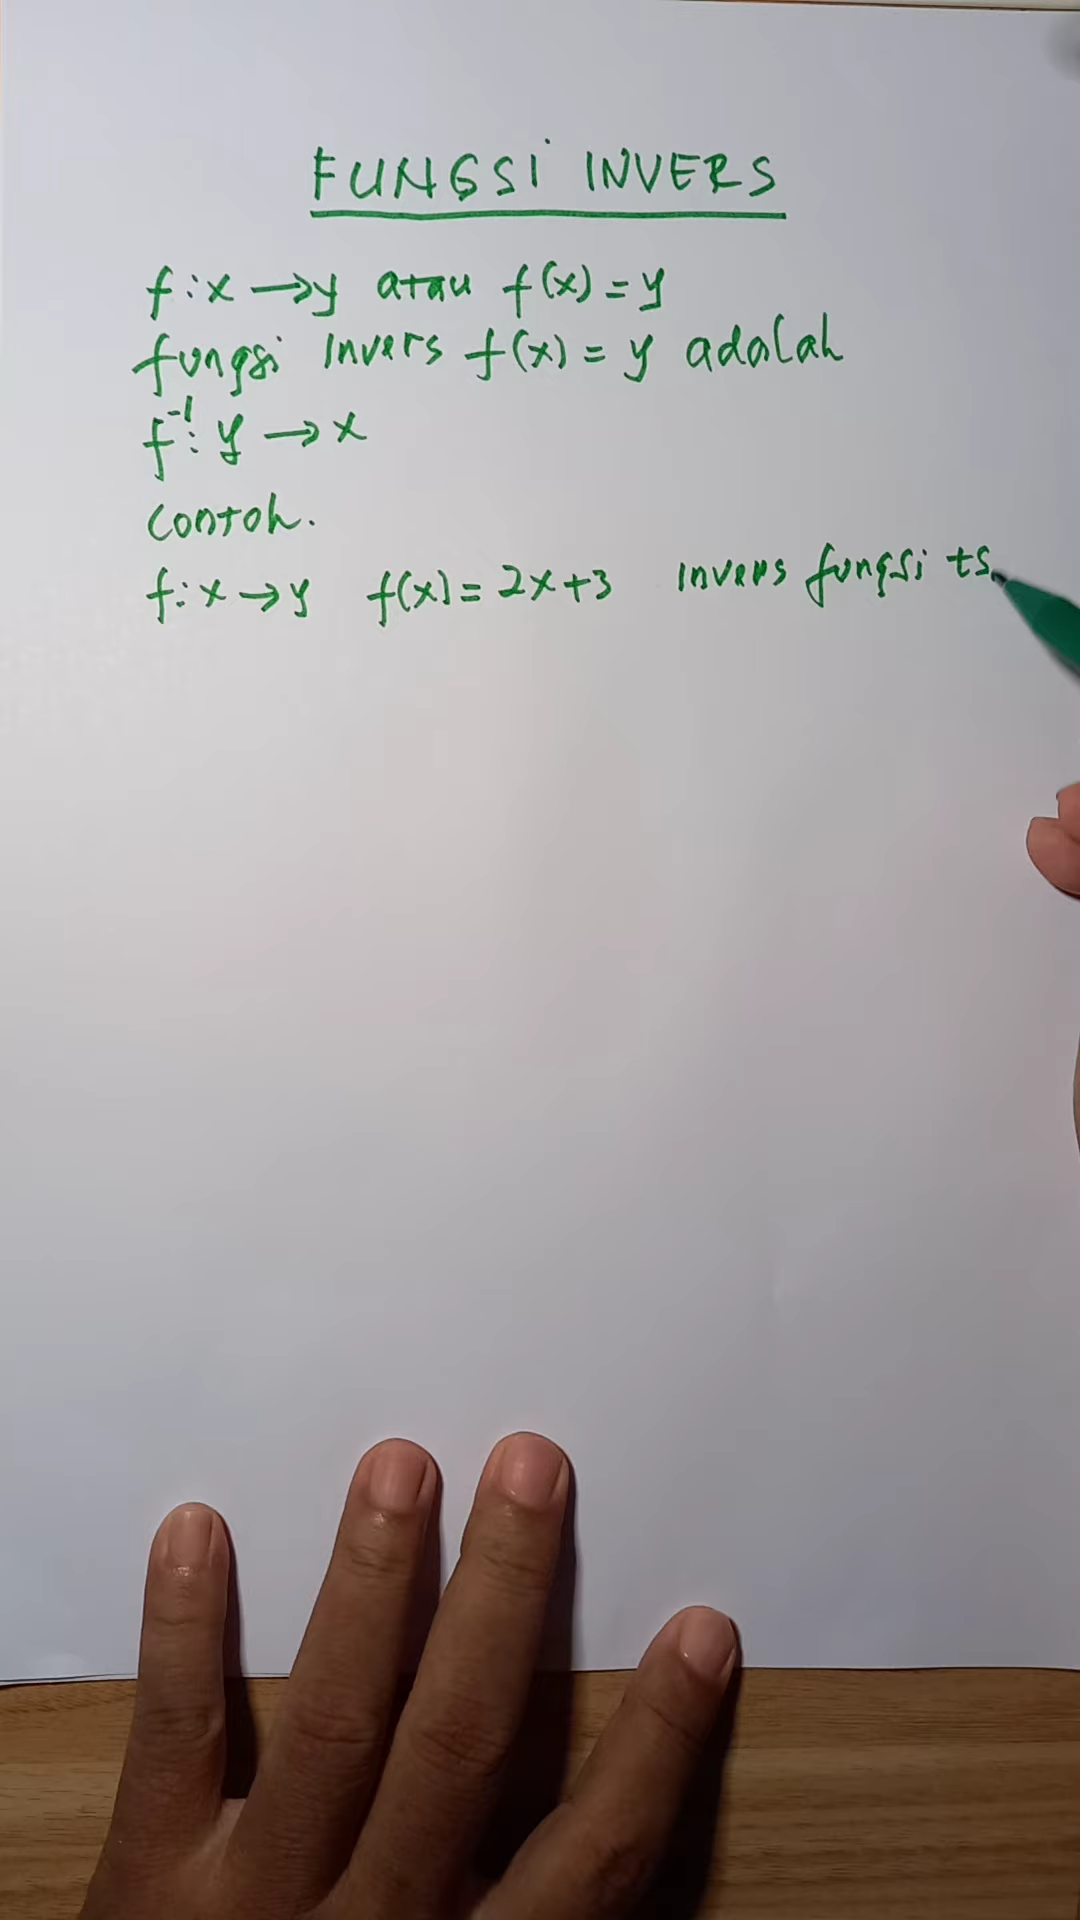 FUNGSI INVERS
f : x → y atau f(x) = y
fungsi invers f(x) = y adalah
f⁻¹ : y → x
contoh.
f : x → y f(x) = 2x + 3 invers fungsi ts.